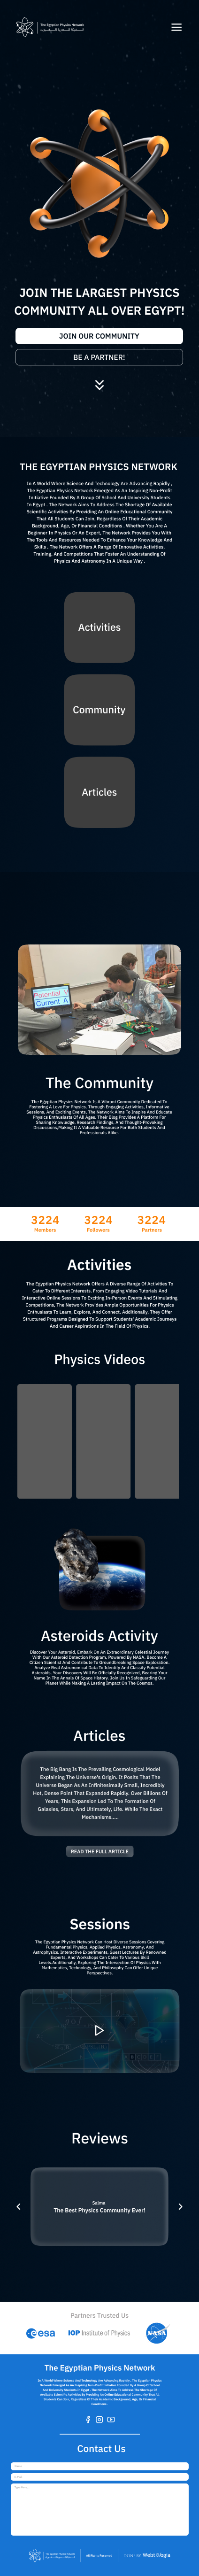 The Egyptian Physics Network
JOIN THE LARGEST PHYSICS
COMMUNITY ALL OVER EGYPT!
JOIN OUR COMMUNITY
BE A PARTNER!
THE EGYPTIAN PHYSICS NETWORK
In A World Where Science And Technology Are Advancing Rapidly ,
The Egyptian Physics Network Emerged As An Inspiring Non-Profit
Initiative Founded By A Group Of School And University Students
In Egypt . The Network Aims To Address The Shortage Of Available
Scientific Activities By Providing An Online Educational Community
That All Students Can Join, Regardless Of Their Academic
Background, Age, Or Financial Conditions . Whether You Are A
Beginner In Physics Or An Expert, The Network Provides You With
The Tools And Resources Needed To Enhance Your Knowledge And
Skills . The Network Offers A Range Of Innovative Activities,
Training, And Competitions That Foster An Understanding Of
Physics And Astronomy In A Unique Way .
Activities
Community
Articles
Potential V
Current A
The Community
The Egyptian Physics Network Is A Vibrant Community Dedicated To
Fostering A Love For Physics. Through Engaging Activities, Informative
Sessions, And Exciting Events, The Network Aims To Inspire And Educate
Physics Enthusiasts Of All Ages. Their Blog Provides A Platform For
Sharing Knowledge, Research Findings, And Thought-Provoking
Discussions,Making It A Valuable Resource For Both Students And
Professionals Alike.
3224 3224 3224
Members Followers Partners
Activities
The Egyptian Physics Network Offers A Diverse Range Of Activities To
Cater To Different Interests. From Engaging Video Tutorials And
Interactive Online Sessions To Exciting In-Person Events And Stimulating
Competitions, The Network Provides Ample Opportunities For Physics
Enthusiasts To Learn, Explore, And Connect. Additionally, They Offer
Structured Programs Designed To Support Students' Academic Journeys
And Career Aspirations In The Field Of Physics.
Physics Videos
Asteroids Activity
Discover Your Asteroid, Embark On An Extraordinary Celestial Journey
With Our Asteroid Detection Program, Powered By NASA. Become A
Citizen Scientist And Contribute To Groundbreaking Space Exploration.
Analyze Real Astronomical Data To Identify And Classify Potential
Asteroids. Your Discovery Will Be Officially Recognized, Bearing Your
Name In The Annals Of Space History. Join Us In Safeguarding Our
Planet While Making A Lasting Impact On The Cosmos.
Articles
The Big Bang Is The Prevailing Cosmological Model
Explaining The Universe's Origin. It Posits That The
Universe Began As An Infinitesimally Small, Incredibly
Hot, Dense Point That Expanded Rapidly. Over Billions Of
Years, This Expansion Led To The Formation Of
Galaxies, Stars, And Ultimately, Life. While The Exact
Mechanisms.....
READ THE FULL ARTICLE
Sessions
The Egyptian Physics Network Can Host Diverse Sessions Covering
Fundamental Physics, Applied Physics, Astronomy, And
Astrophysics. Interactive Experiments, Guest Lectures By Renowned
Experts, And Workshops Can Cater To Various Skill
Levels.Additionally, Exploring The Intersection Of Physics With
Mathematics, Technology, And Philosophy Can Offer Unique
Perspectives.
Reviews
Salma
The Best Physics Community Ever!
Partners Trusted Us
esa
IOP Institute of Physics
NASA
The Egyptian Physics Network
In A World Where Science And Technology Are Advancing Rapidly , The Egyptian Physics
Network Emerged As An Inspiring Non-Profit Initiative Founded By A Group Of School
And University Students In Egypt . The Network Aims To Address The Shortage Of
Available Scientific Activities By Providing An Online Educational Community That All
Students Can Join, Regardless Of Their Academic Background, Age, Or Financial
Conditions .
Contact Us
All Rights Reserved